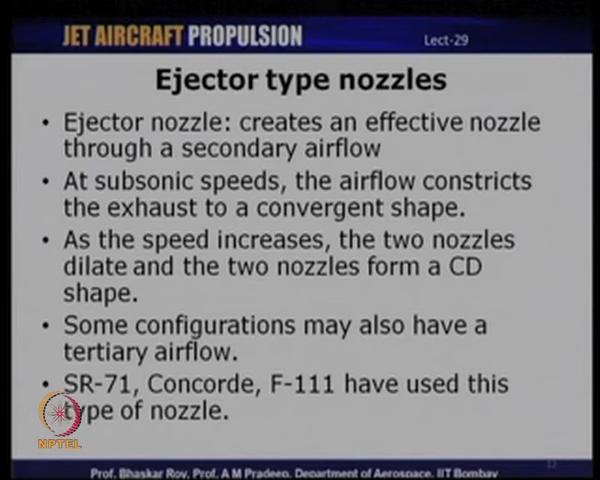 JET AIRCRAFT PROPULSION
Lect-29
Ejector type nozzles
• Ejector nozzle: creates an effective nozzle
through a secondary airflow
• At subsonic speeds, the airflow constricts
the exhaust to a convergent shape.
• As the speed increases, the two nozzles
dilate and the two nozzles form a CD
shape.
• Some configurations may also have a
tertiary airflow.
• SR-71, Concorde, F-111 have used this
type of nozzle.
NPTEL
12
Prof. Bhaskar Roy, Prof. A M Pradeep, Department of Aerospace, IIT Bombay